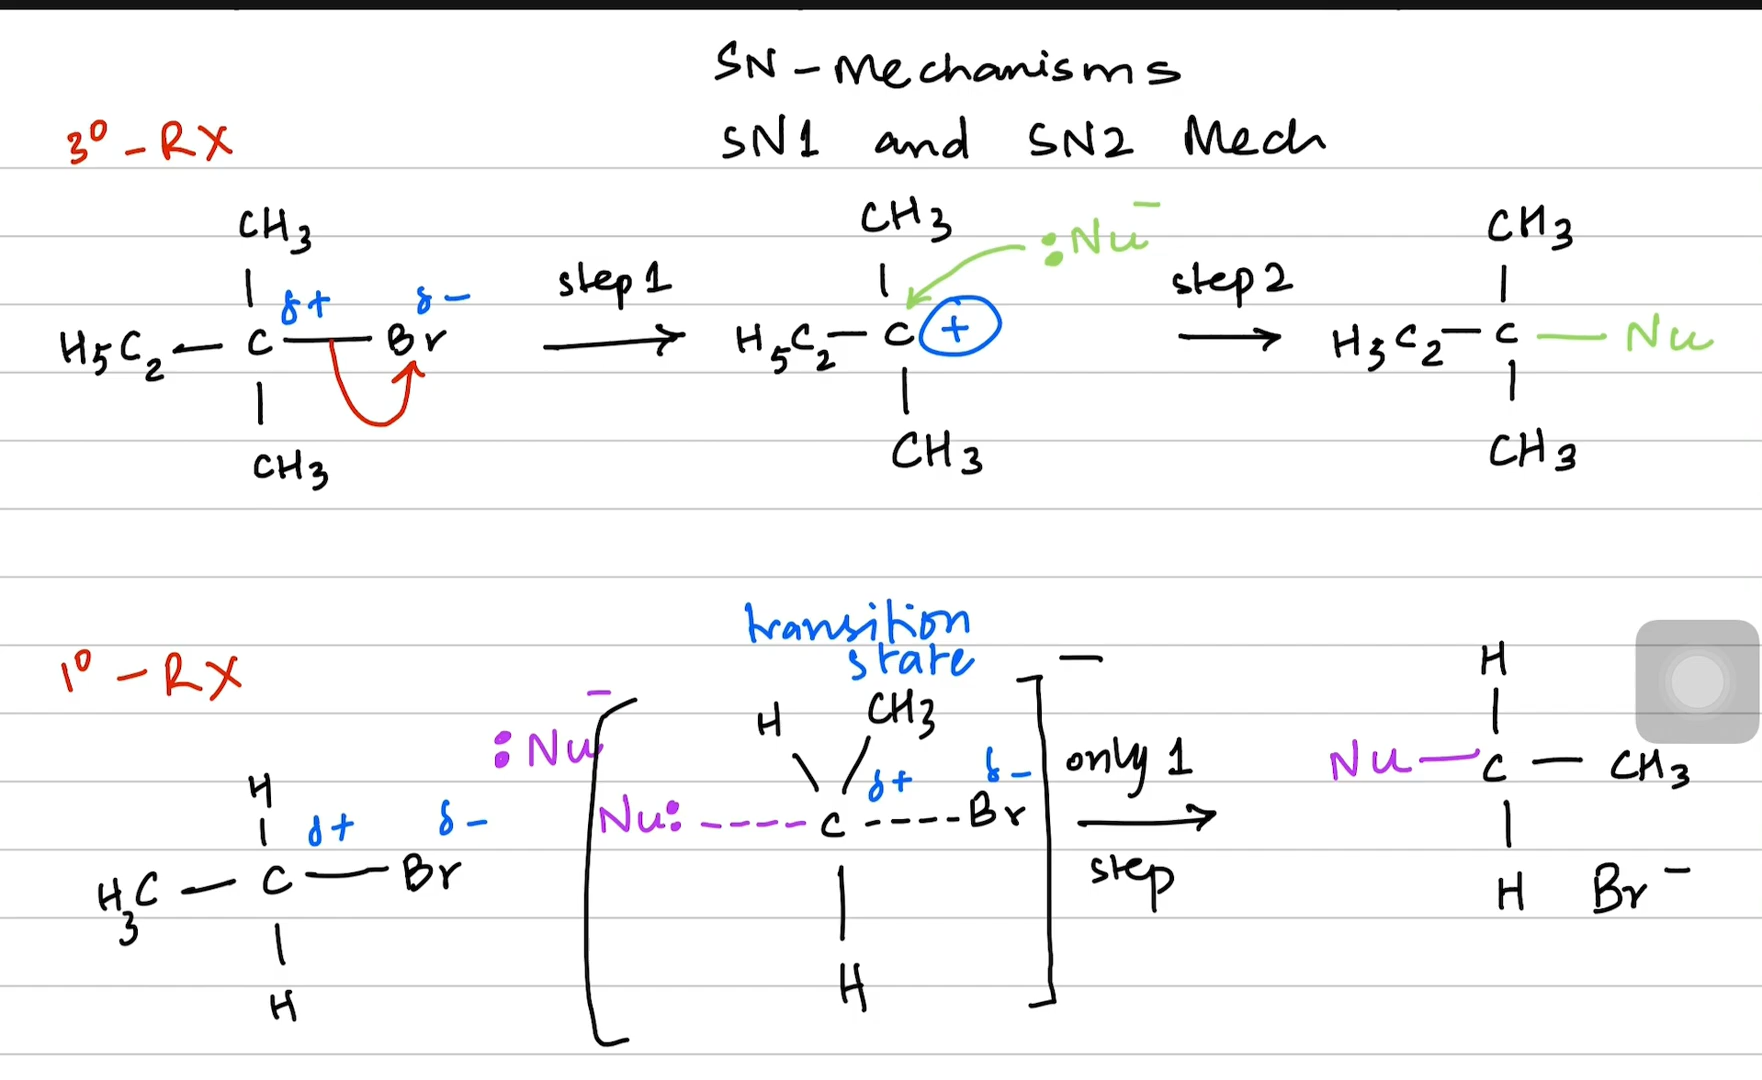 SN - Mechanisms
3° - RX SN1 and SN2 Mech
CH3 CH3 :Nu⁻ CH3
δ+ δ- step 1 step 2
H5C2 — C — Br H5C2 — C + H3C2 — C — Nu
CH3 CH3 CH3
transition
state
1° - RX H
:Nu⁻ H CH3 —
δ+ δ- only 1 Nu — C — CH3
H Nu: ---- C ---- Br
δ+ δ- step
H3C — C — Br H Br⁻
H H